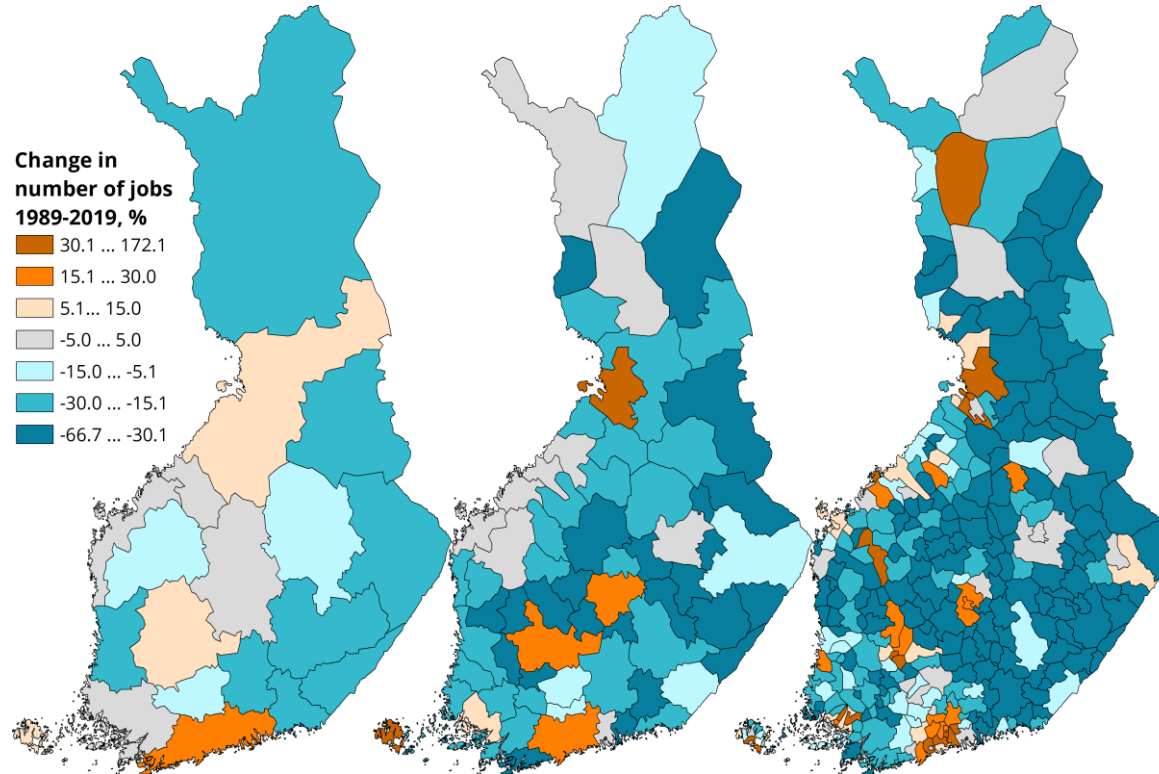 Change in
number of jobs
1989-2019, %
30.1 ... 172.1
15.1 ... 30.0
5.1... 15.0
-5.0 ... 5.0
-15.0 ... -5.1
-30.0 ... -15.1
-66.7 ... -30.1